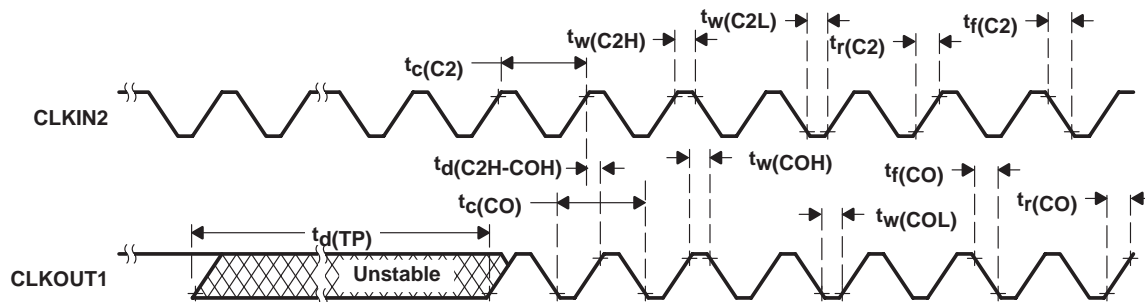 tw(C2L)
tf(C2)
tw(C2H)
tr(C2)
tc(C2)
CLKIN2
td(C2H-COH)
tw(COH)
tf(CO)
tc(CO)
tr(CO)
tw(COL)
td(TP)
Unstable
CLKOUT1